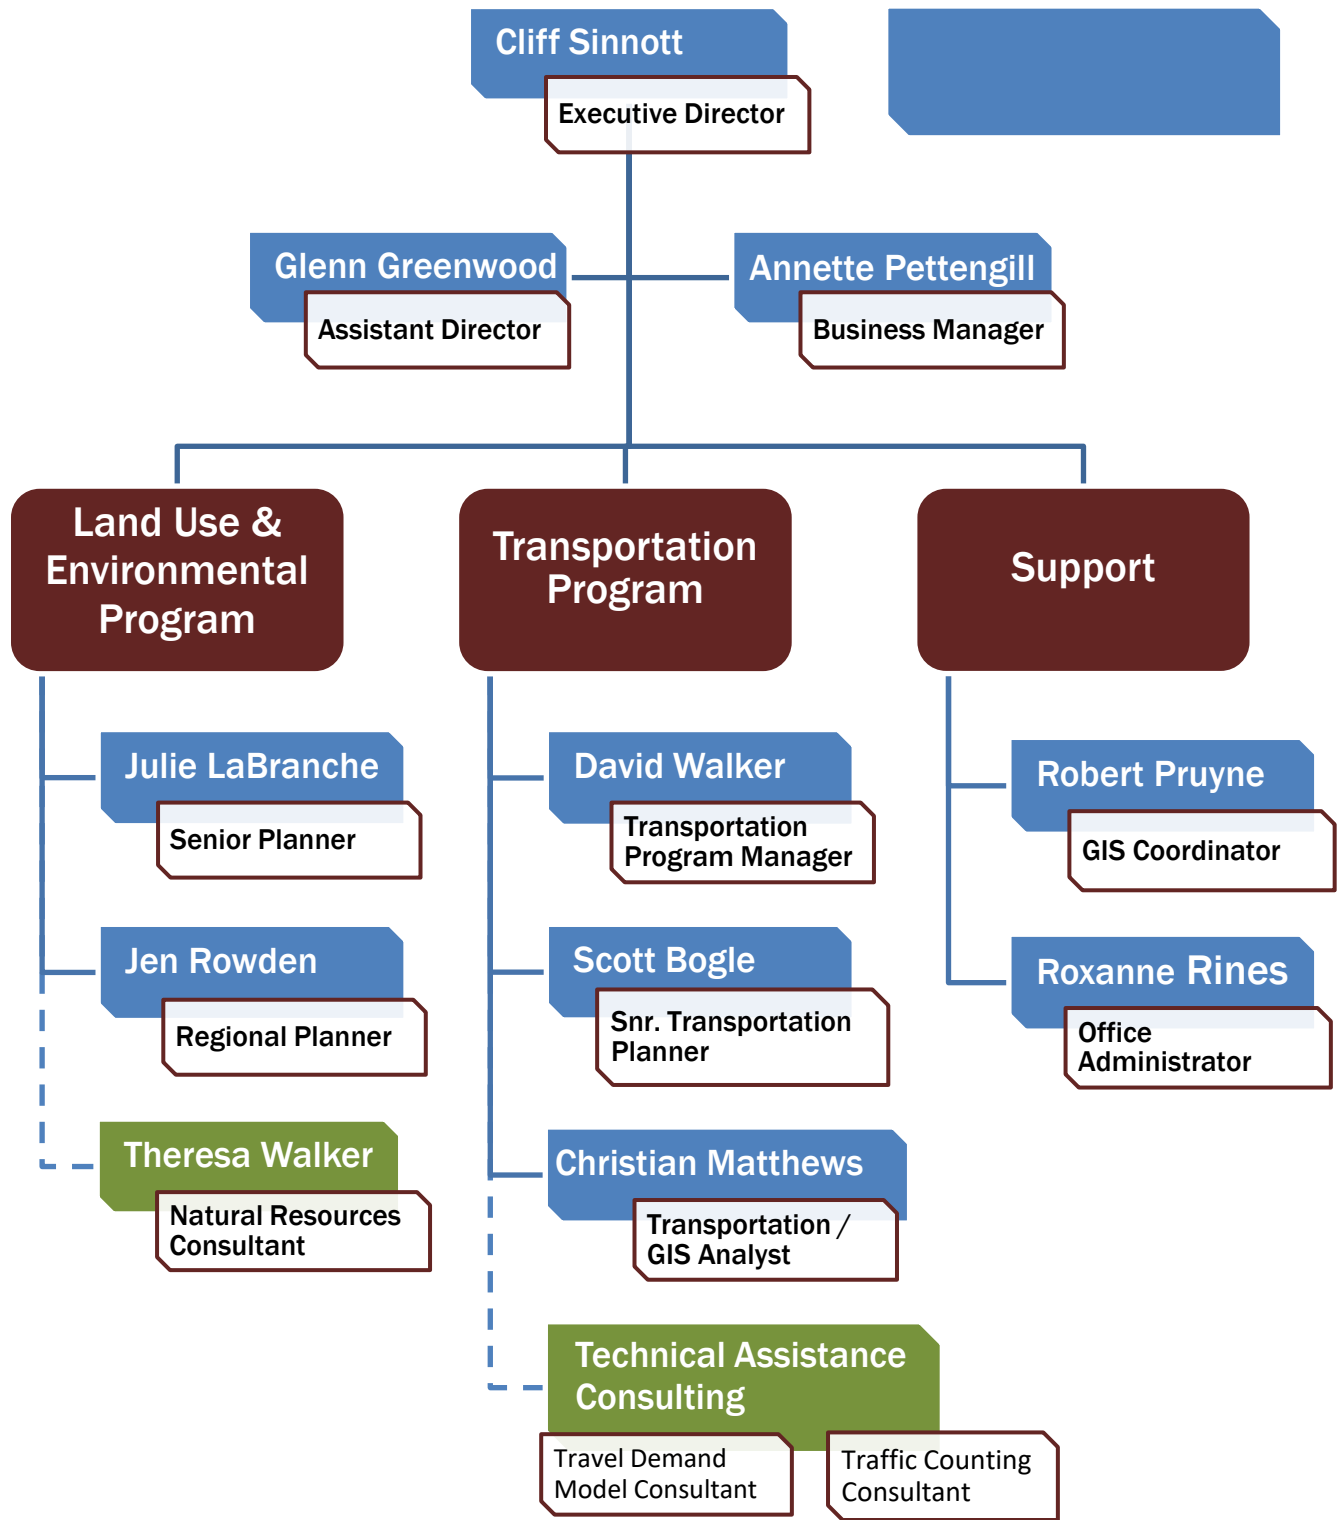 Cliff Sinnott
Executive Director
Glenn Greenwood
Assistant Director
Annette Pettengill
Business Manager
Land Use &
Environmental
Program
Transportation
Program
Support
Julie LaBranche
Senior Planner
Jen Rowden
Regional Planner
Theresa Walker
Natural Resources
Consultant
David Walker
Transportation
Program Manager
Scott Bogle
Snr. Transportation
Planner
Christian Matthews
Transportation /
GIS Analyst
Technical Assistance
Consulting
Travel Demand
Model Consultant
Traffic Counting
Consultant
Robert Pruyne
GIS Coordinator
Roxanne Rines
Office
Administrator